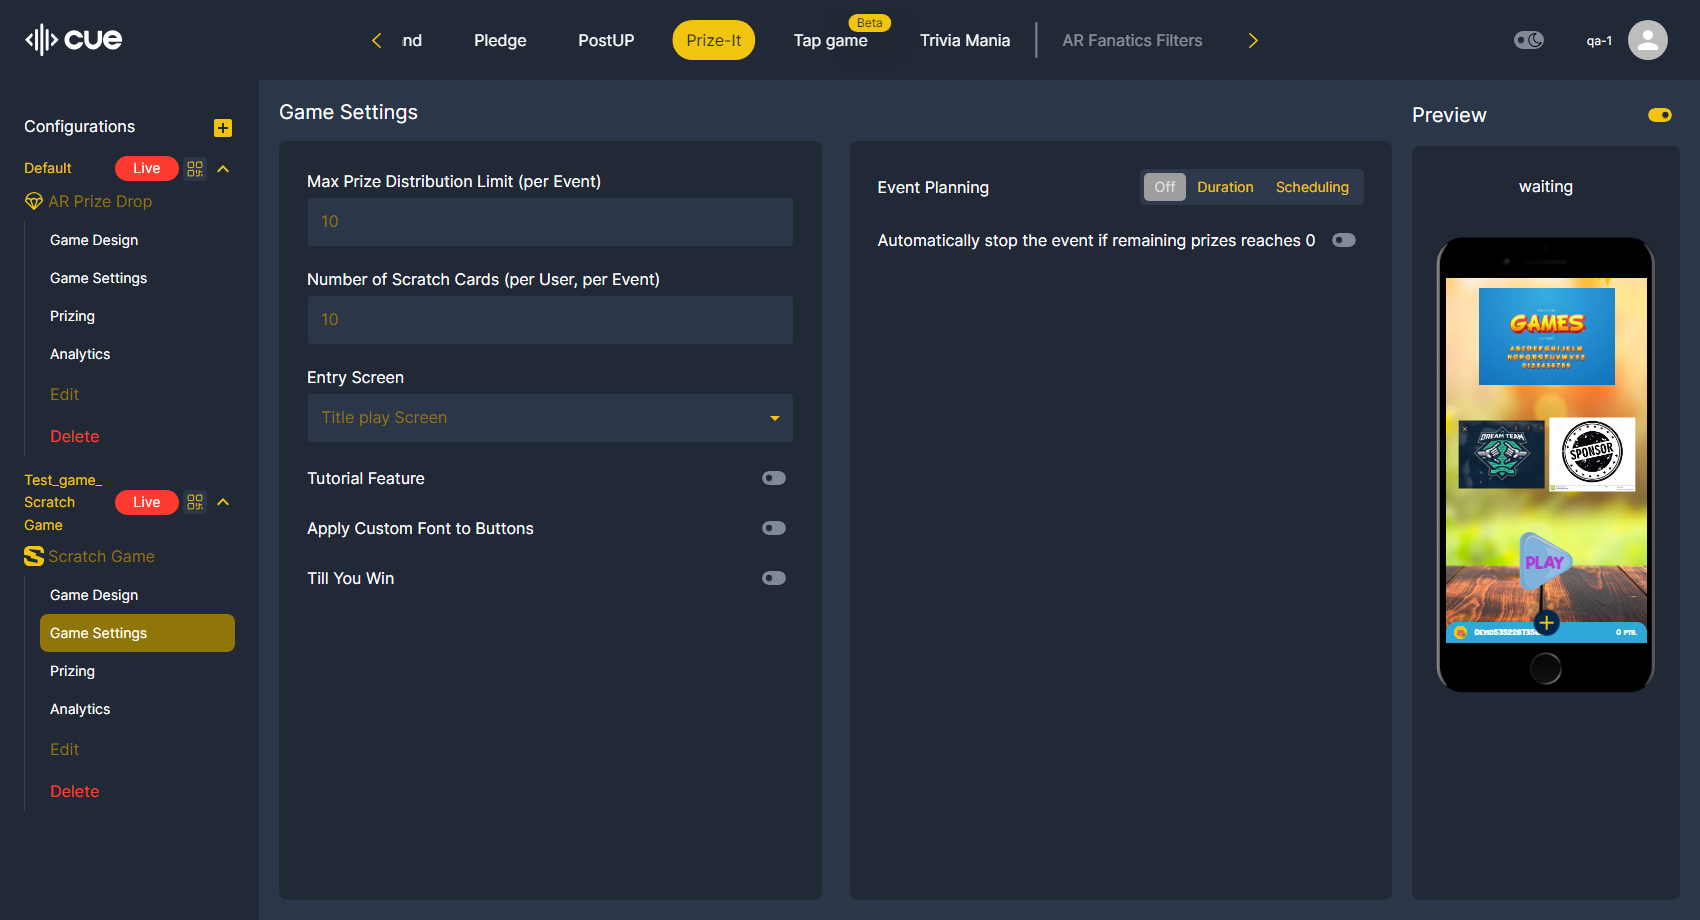 cue
nd
Pledge
PostUP
Prize-It
Beta
Tap game
Trivia Mania
AR Fanatics Filters
qa-1
Configurations
Default
Live
AR Prize Drop
Game Design
Game Settings
Prizing
Analytics
Edit
Delete
Test_game_
Scratch
Game
Live
Scratch Game
Game Design
Game Settings
Prizing
Analytics
Edit
Delete
Game Settings
Max Prize Distribution Limit (per Event)
10
Number of Scratch Cards (per User, per Event)
10
Entry Screen
Title play Screen
Tutorial Feature
Apply Custom Font to Buttons
Till You Win
Event Planning
Off
Duration
Scheduling
Automatically stop the event if remaining prizes reaches 0
Preview
waiting
GAMES
ABCDEFGHIJKLM
NOPQRSTUVWXYZ
0123456789
DREAM TEAM
SPONSOR
PLAY
0 PTS.